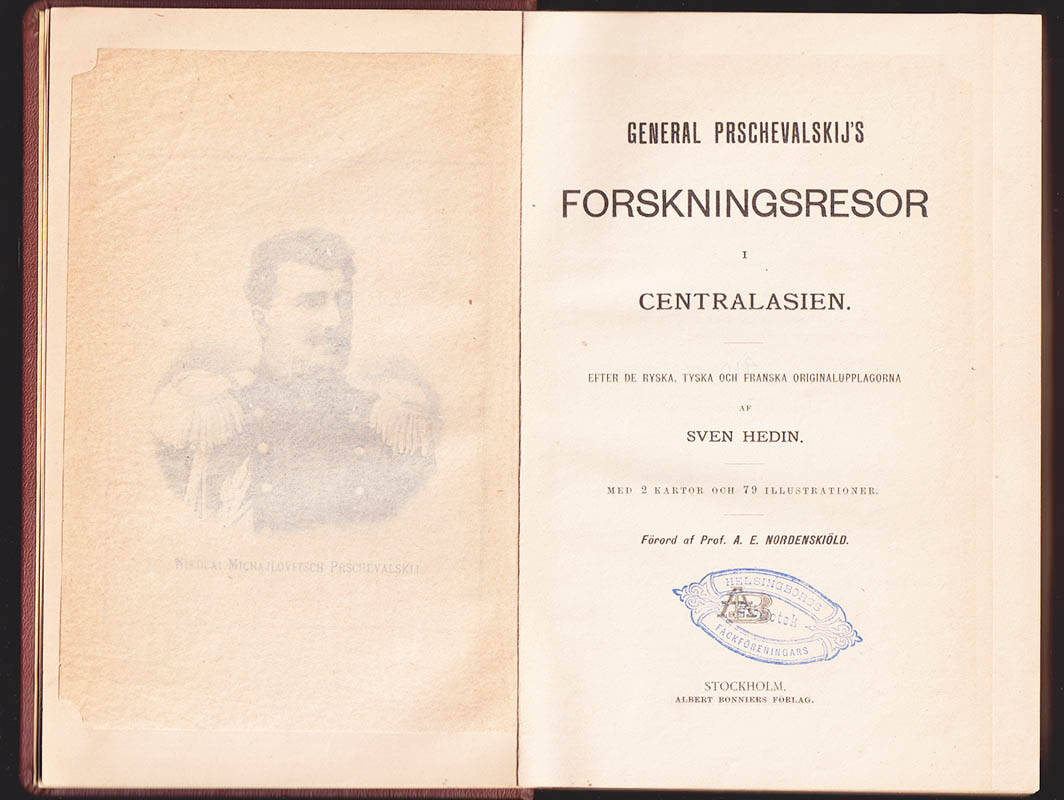 NIKOLAI MICHAJLOVITSCH PRSCHEVALSKIJ.
GENERAL PRSCHEVALSKIJ'S
FORSKNINGSRESOR
I
CENTRALASIEN.
EFTER DE RYSKA, TYSKA OCH FRANSKA ORIGINALUPPLAGORNA
AF
SVEN HEDIN.
MED 2 KARTOR OCH 79 ILLUSTRATIONER.
Förord af Prof. A. E. NORDENSKIÖLD.
HELSINGBORGS
FACKFÖRENINGARS
STOCKHOLM,
ALBERT BONNIERS FÖRLAG.